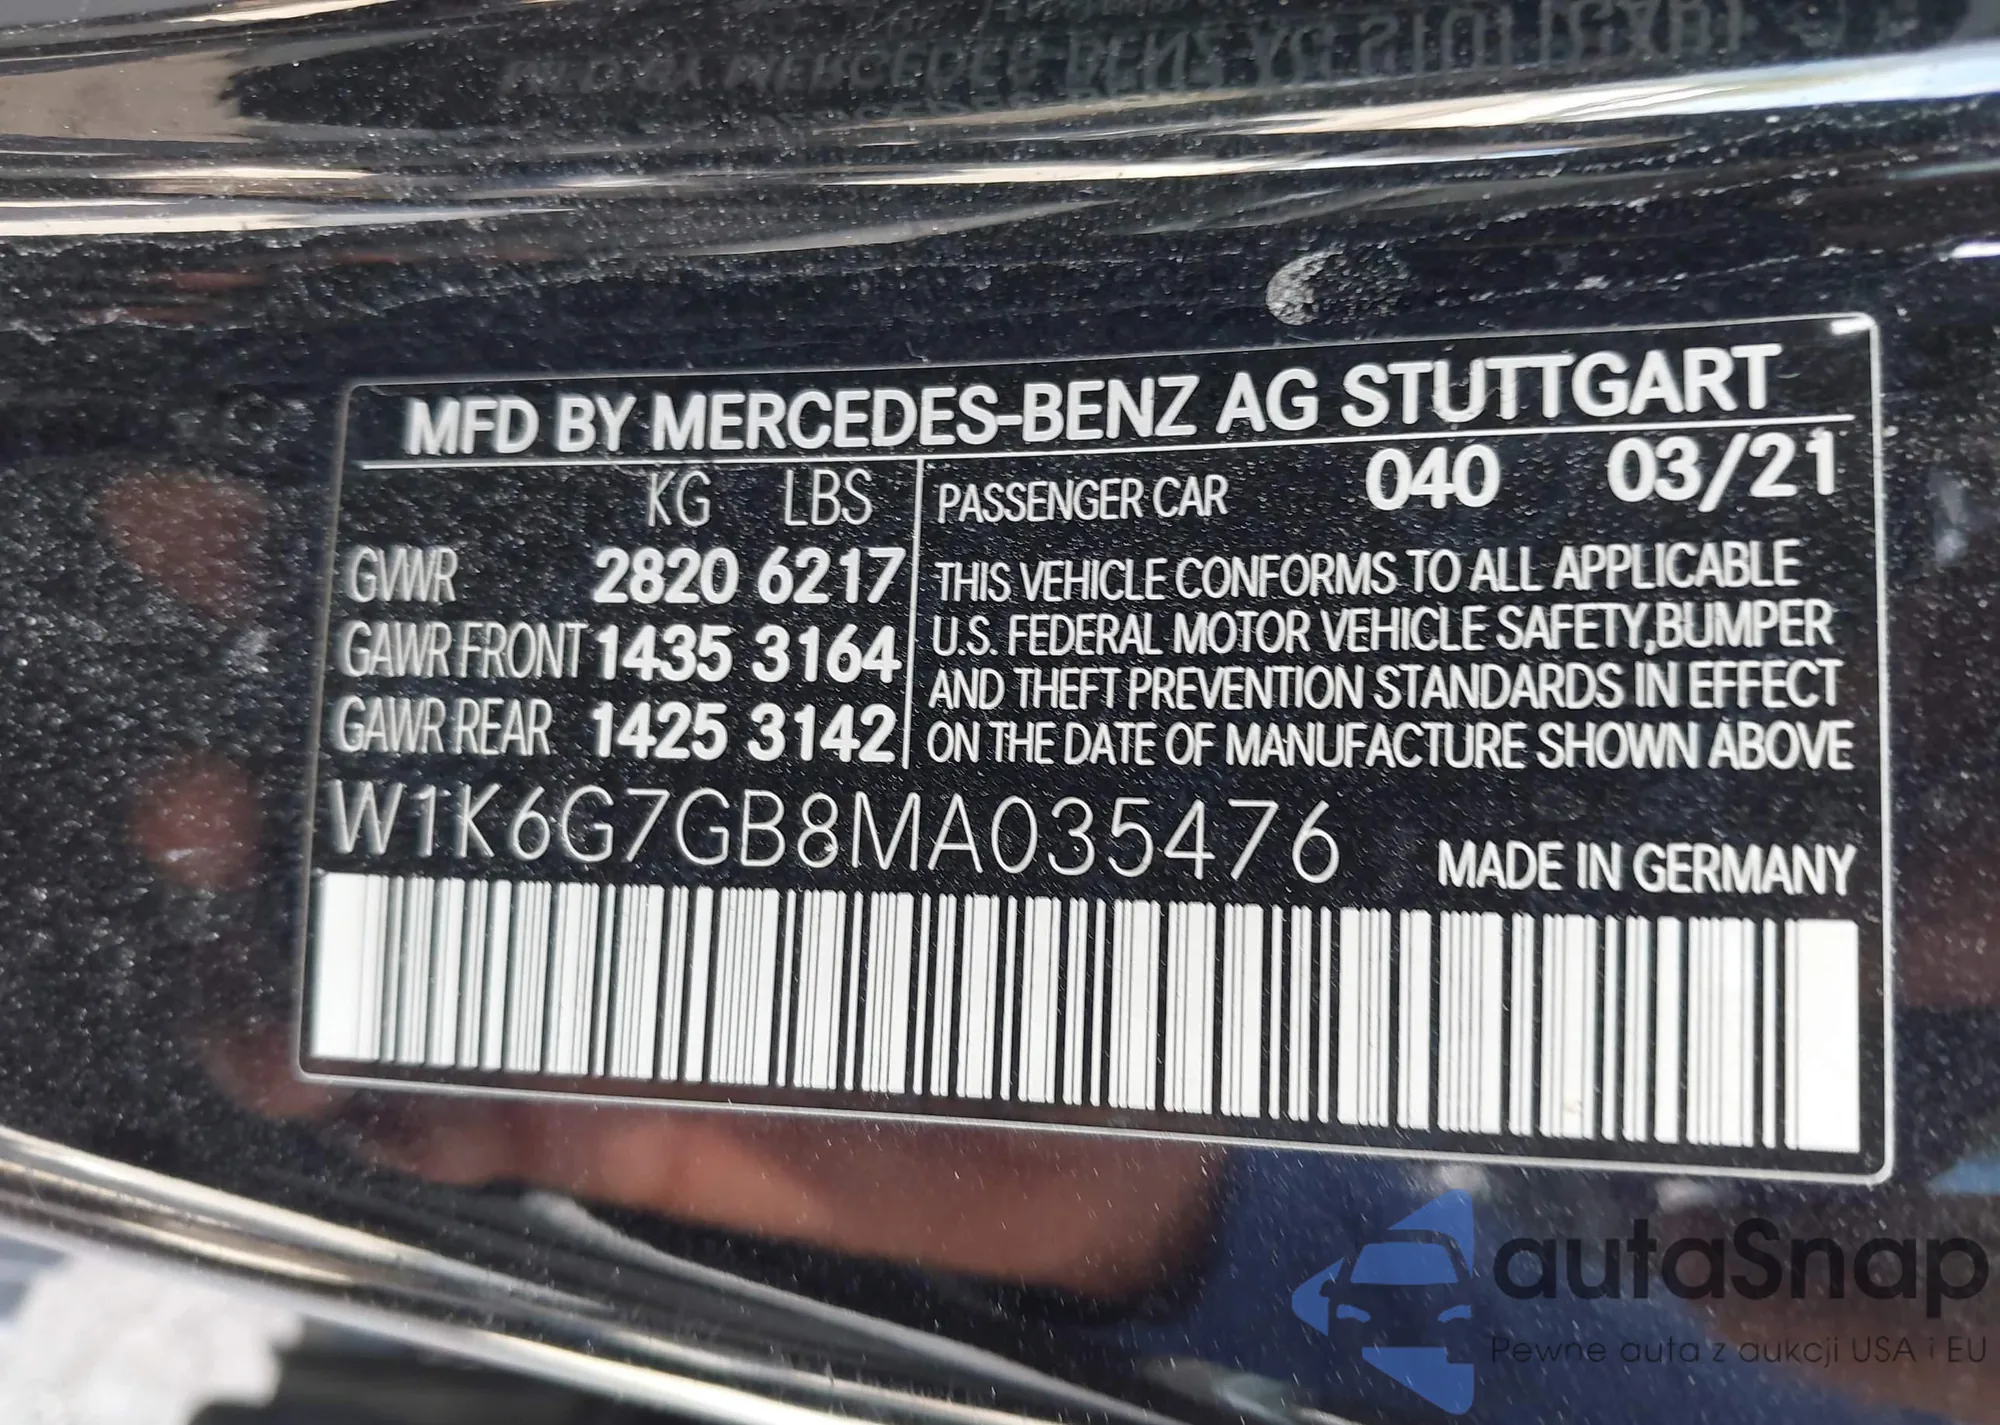 MFD BY MERCEDES-BENZ AG STUTTGART
KG LBS
GVWR 2820 6217
GAWR FRONT 1435 3164
GAWR REAR 1425 3142
PASSENGER CAR 040 03/21
THIS VEHICLE CONFORMS TO ALL APPLICABLE
U.S. FEDERAL MOTOR VEHICLE SAFETY,BUMPER
AND THEFT PREVENTION STANDARDS IN EFFECT
ON THE DATE OF MANUFACTURE SHOWN ABOVE
W1K6G7GB8MA035476
MADE IN GERMANY
autaSnap
Pewne auta z aukcji USA i EU